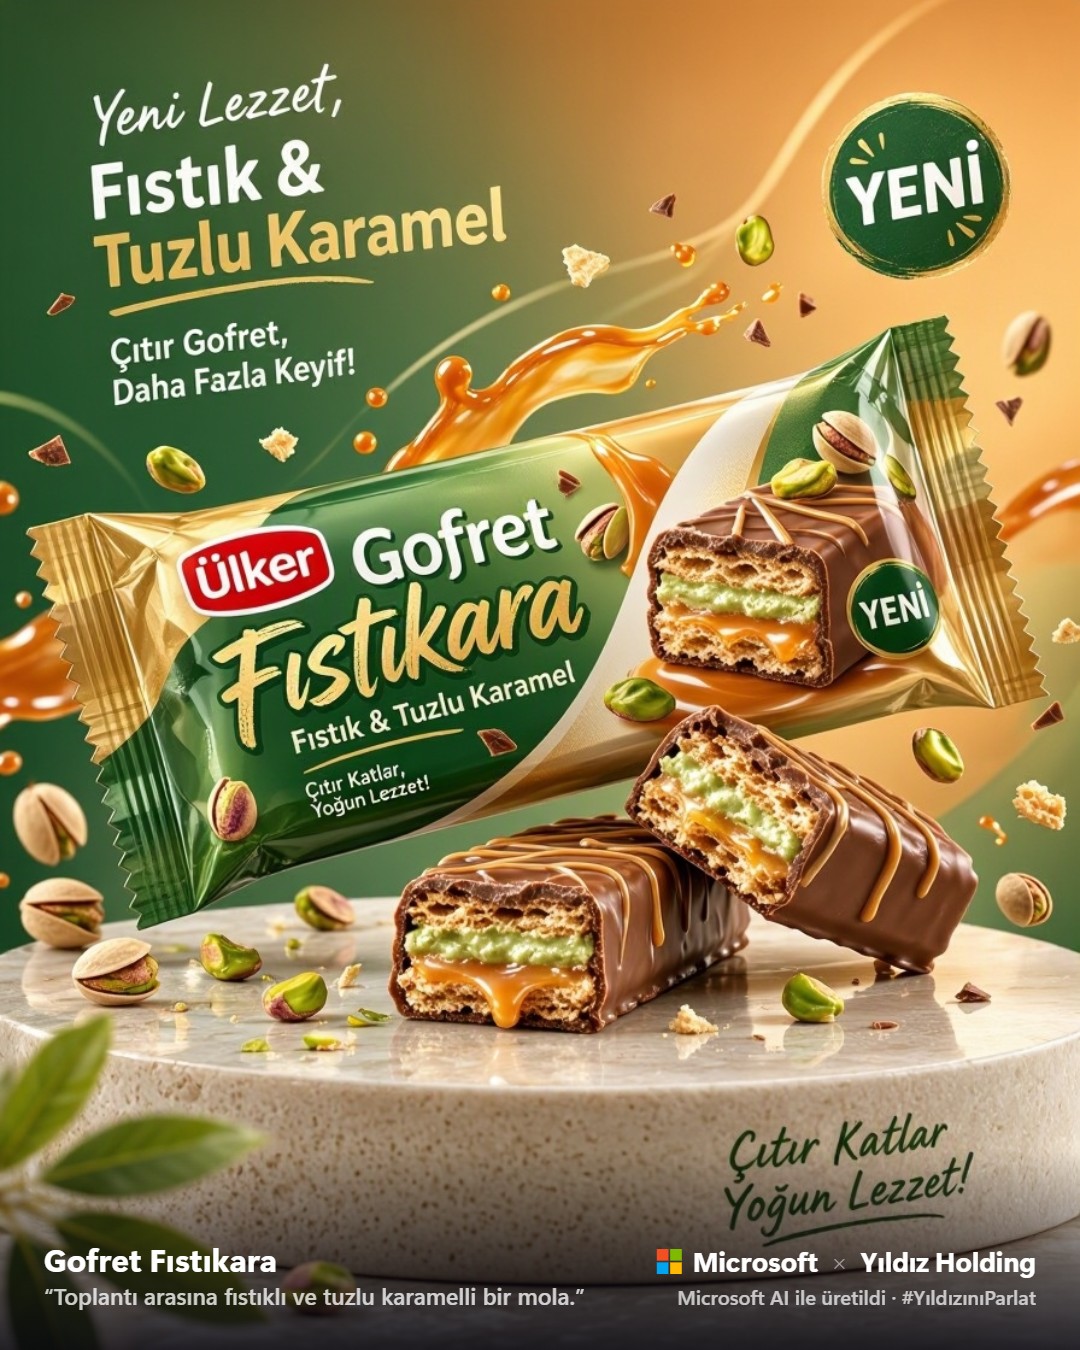 Yeni Lezzet,
Fıstık &
Tuzlu Karamel
Çıtır Gofret,
Daha Fazla Keyif!
YENİ
Ülker
Gofret
Fıstıkara
Fıstık & Tuzlu Karamel
Çıtır Katlar,
Yoğun Lezzet!
YENİ
Çıtır Katlar
Yoğun Lezzet!
Gofret Fıstıkara
“Toplantı arasına fıstıklı ve tuzlu karamelli bir mola.”
Microsoft × Yıldız Holding
Microsoft AI ile üretildi · #YıldızınıParlat